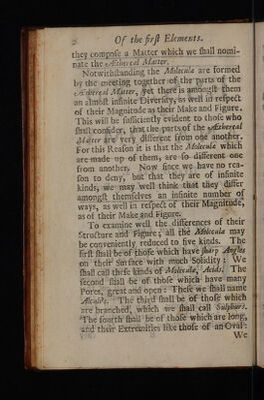 2 Of the first Elements.
they compose a Matter which we shall nomi-
nate the Æthereal Matter.
Notwithstanding the Molecula are formed
by the meeting together of the parts of the
Æthereal Matter, yet there is amongst them
an almost infinite Diversity, as well in respect
of their Magnitude as their Make and Figure.
This will be sufficiently evident to those who
shall consider, that the parts of the Æthereal
Matter are very different from one another.
For this Reason it is that the Molecula which
are made up of them, are so different one
from another. Now since we have no rea-
son to deny, but that they are of infinite
kinds, we may well think that they differ
amongst themselves an infinite number of
ways, as well in respect of their Magnitude,
as of their Make and Figure.
To examine well the differences of their
Structure and Figure; all the Molecula may
be conveniently reduced to five kinds. The
first shall be of those which have sharp Angles
on their Surface with much Solidity: We
shall call these kinds of Molecula, Acids; The
second shall be of those which have many
Pores, great and open: These we shall name
Alcalis. The third shall be of those which
are branched, which we shall call Sulphurs.
The fourth shall be of those which are long,
and their Extremities like those of an Oval:
We